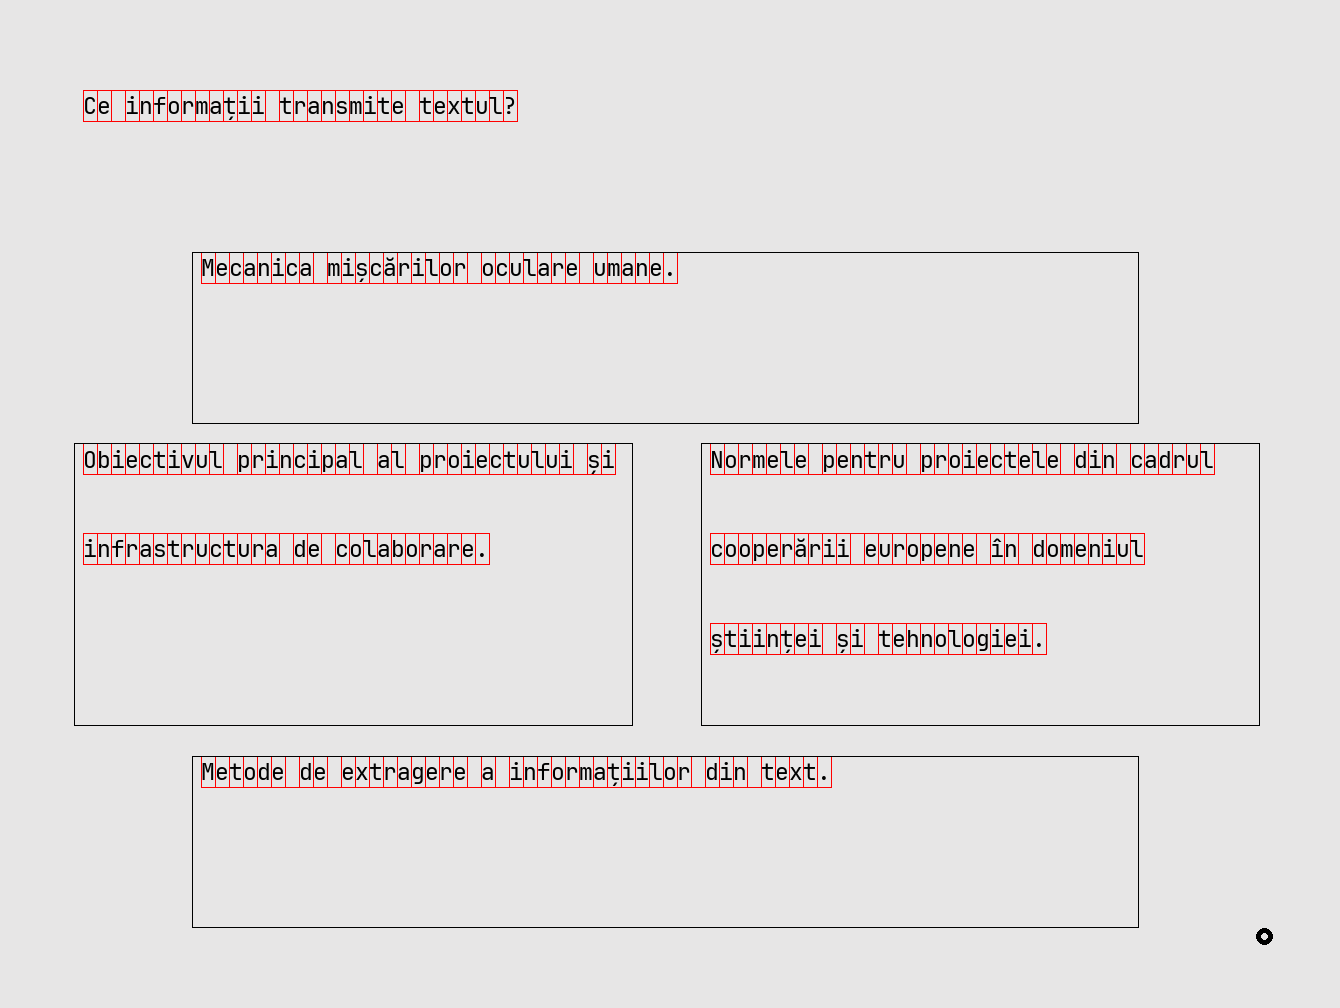 Ce informații transmite textul?
Mecanica mișcărilor oculare umane.
Obiectivul principal al proiectului și
infrastructura de colaborare.
Normele pentru proiectele din cadrul
cooperării europene în domeniul
științei și tehnologiei.
Metode de extragere a informațiilor din text.